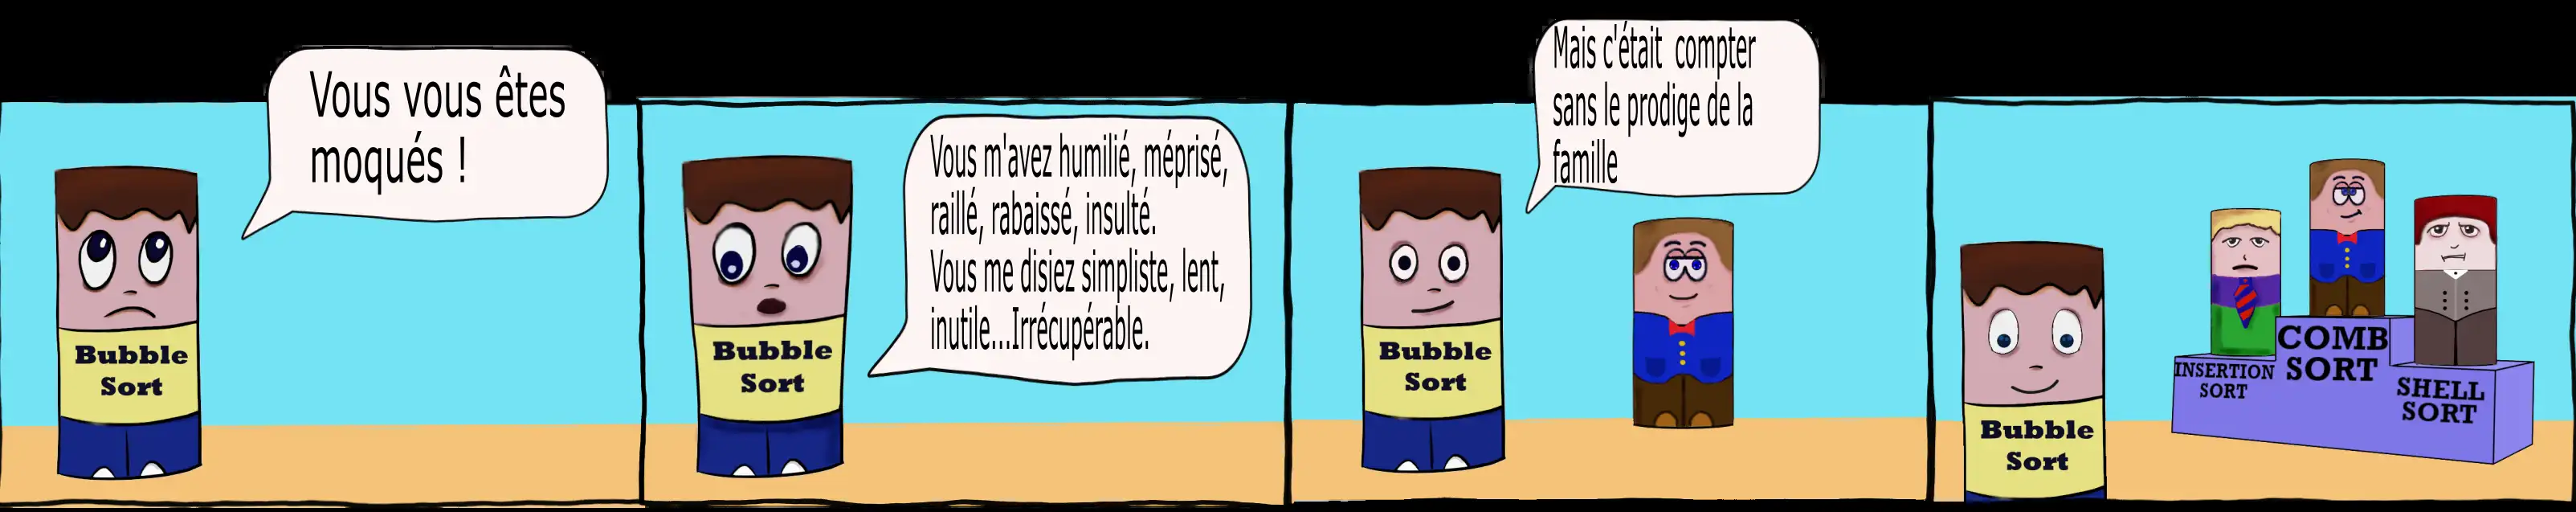 Vous vous êtes
moqués !
Bubble
Sort
Vous m'avez humilié, méprisé,
raillé, rabaissé, insulté.
Vous me disiez simpliste, lent,
inutile...Irrécupérable.
Bubble
Sort
Mais c'était compter
sans le prodige de la
famille
Bubble
Sort
INSERTION
SORT
COMB
SORT
SHELL
SORT
Bubble
Sort